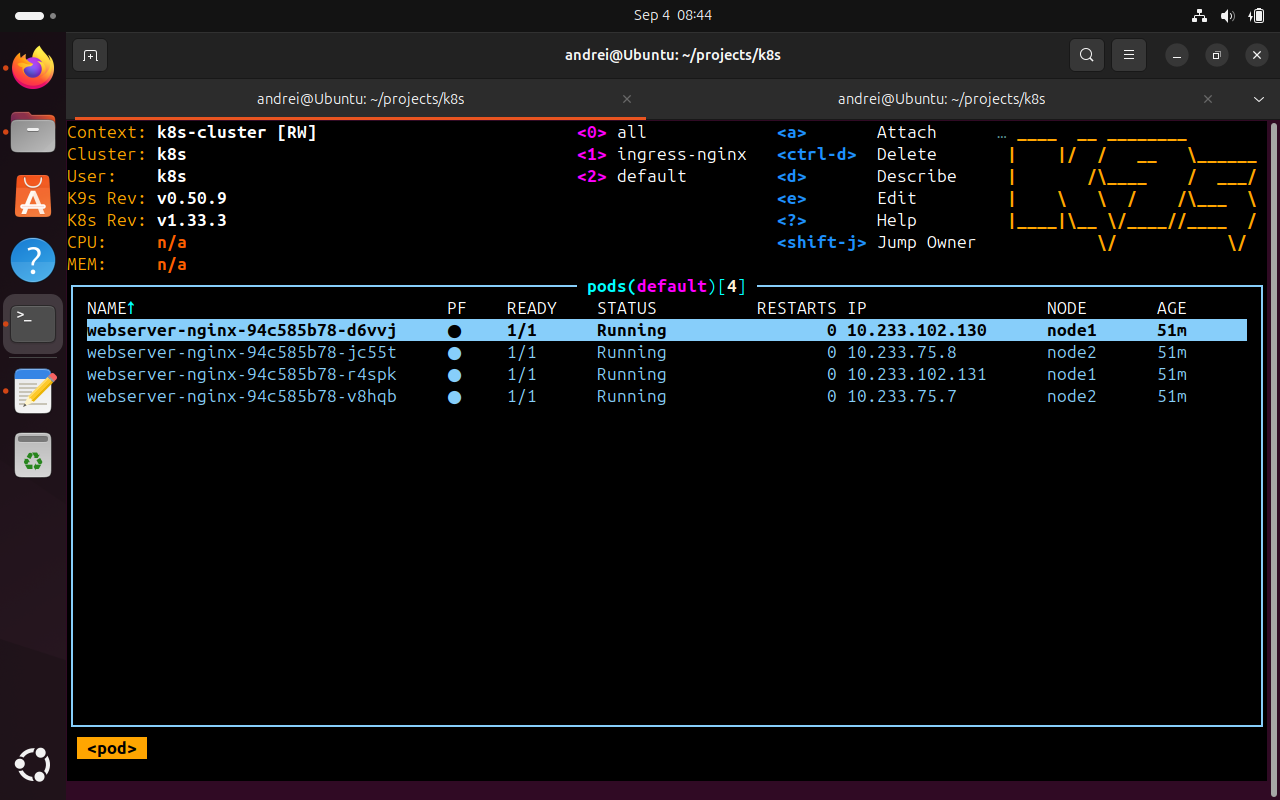 Sep 4 08:44
andrei@Ubuntu: ~/projects/k8s
andrei@Ubuntu: ~/projects/k8s
andrei@Ubuntu: ~/projects/k8s
Context: k8s-cluster [RW] <0> all <a> Attach …
Cluster: k8s <1> ingress-nginx <ctrl-d> Delete
User: k8s <2> default <d> Describe
K9s Rev: v0.50.9 <e> Edit
K8s Rev: v1.33.3 <?> Help
CPU: n/a <shift-j> Jump Owner
MEM: n/a
pods(default)[4]
NAME↑ PF READY STATUS RESTARTS IP NODE AGE
webserver-nginx-94c585b78-d6vvj ● 1/1 Running 0 10.233.102.130 node1 51m
webserver-nginx-94c585b78-jc55t ● 1/1 Running 0 10.233.75.8 node2 51m
webserver-nginx-94c585b78-r4spk ● 1/1 Running 0 10.233.102.131 node1 51m
webserver-nginx-94c585b78-v8hqb ● 1/1 Running 0 10.233.75.7 node2 51m
<pod>